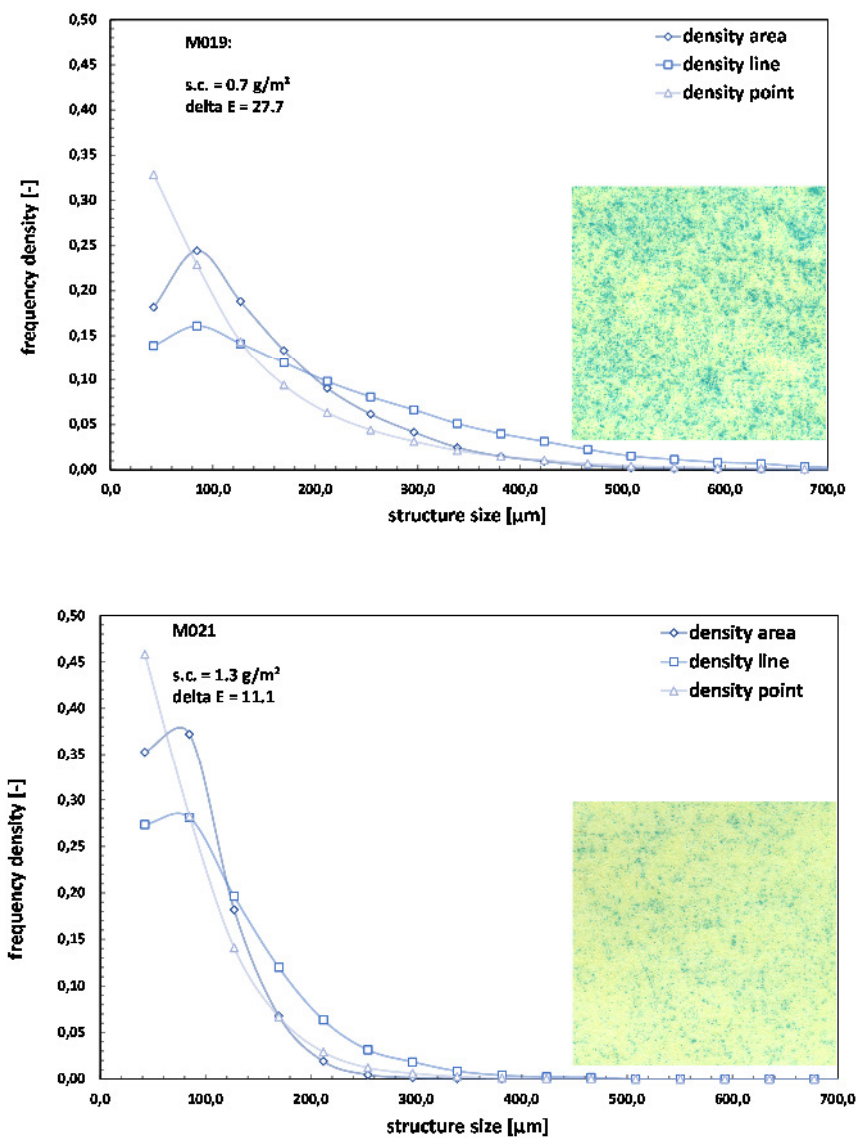 0,50
0,45
0,40
0,35
0,30
0,25
0,20
0,15
0,10
0,05
0,00
frequency density [-]
M019:
s.c. = 0.7 g/m²
delta E = 27.7
density area
density line
density point
0,0 100,0 200,0 300,0 400,0 500,0 600,0 700,0
structure size [µm]
0,50
0,45
0,40
0,35
0,30
0,25
0,20
0,15
0,10
0,05
0,00
frequency density [-]
M021
s.c. = 1.3 g/m²
delta E = 11.1
density area
density line
density point
0,0 100,0 200,0 300,0 400,0 500,0 600,0 700,0
structure size [µm]